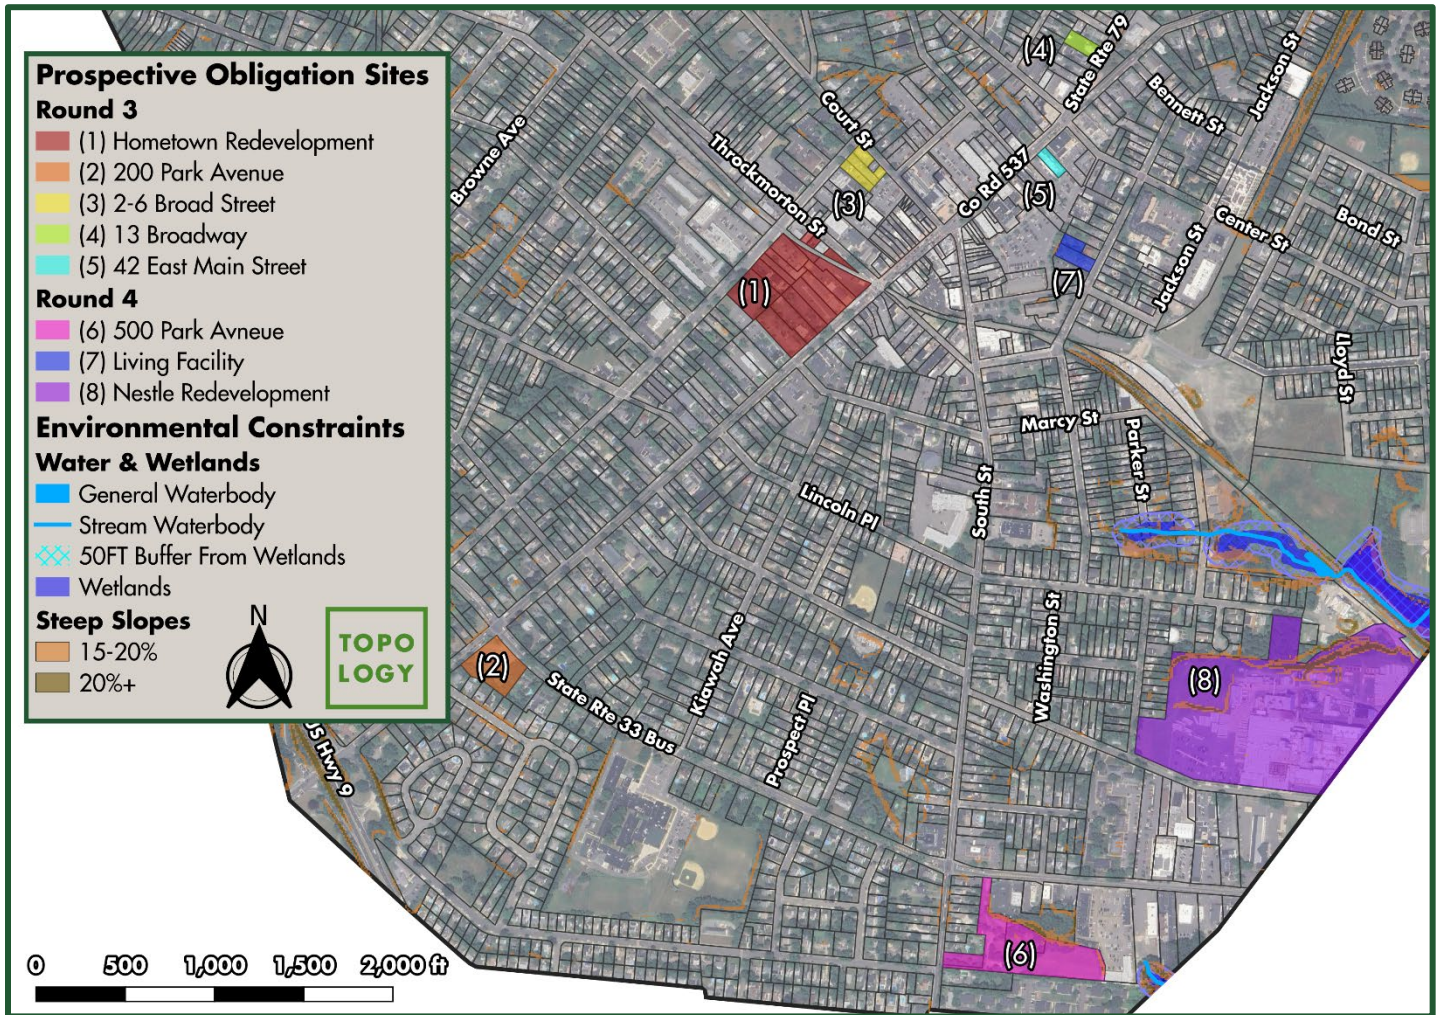 Prospective Obligation Sites
Round 3
(1) Hometown Redevelopment
(2) 200 Park Avenue
(3) 2-6 Broad Street
(4) 13 Broadway
(5) 42 East Main Street
Round 4
(6) 500 Park Avneue
(7) Living Facility
(8) Nestle Redevelopment
Environmental Constraints
Water & Wetlands
General Waterbody
Stream Waterbody
50FT Buffer From Wetlands
Wetlands
Steep Slopes
15-20%
20%+
N
TOPO
LOGY
(4)
State Rte 79
Jackson St
Bennett St
Court St
Browne Ave
Throckmorton St
Co Rd 537
(3)
(5)
Center St
Bond St
(1)
(7)
Jackson St
Lloyd St
Marcy St
Parker St
Lincoln Pl
South St
Kiawah Ave
Washington St
(2)
State Rte 33 Bus
Prospect Pl
(8)
US Hwy 9
(6)
0 500 1,000 1,500 2,000 ft